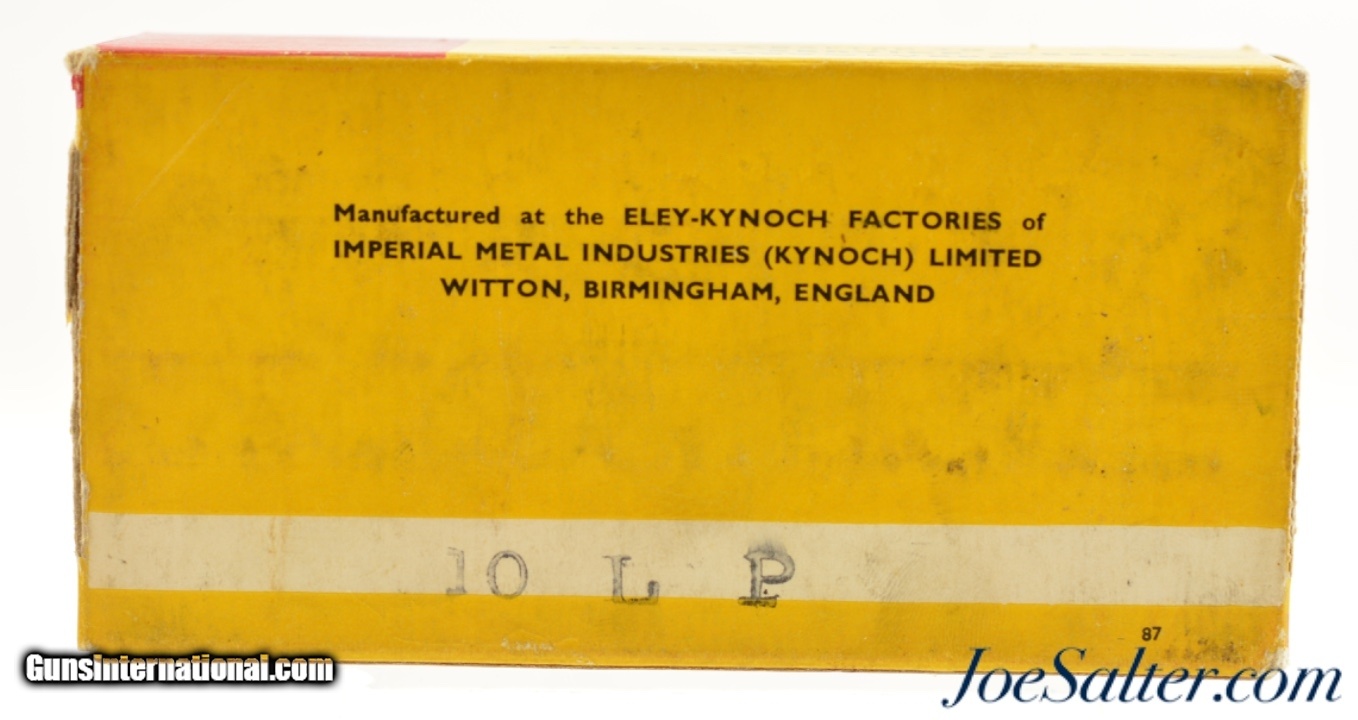 Manufactured at the ELEY-KYNOCH FACTORIES of
IMPERIAL METAL INDUSTRIES (KYNOCH) LIMITED
WITTON, BIRMINGHAM, ENGLAND
10 L P
87
GunsInternational.com
JoeSalter.com